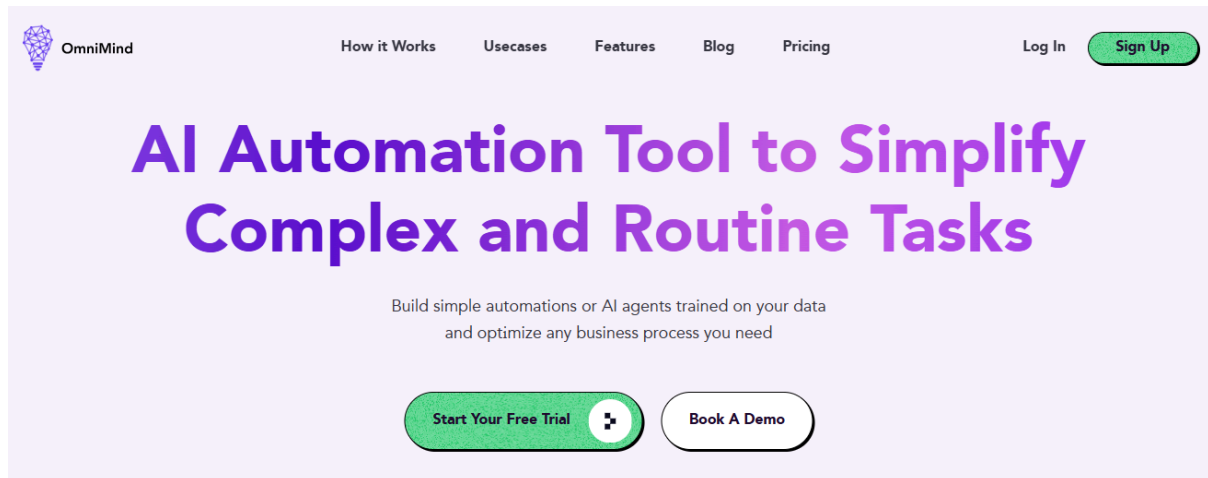 OmniMind
How it Works
Usecases
Features
Blog
Pricing
Log In
Sign Up
AI Automation Tool to Simplify
Complex and Routine Tasks
Build simple automations or AI agents trained on your data
and optimize any business process you need
Start Your Free Trial
Book A Demo